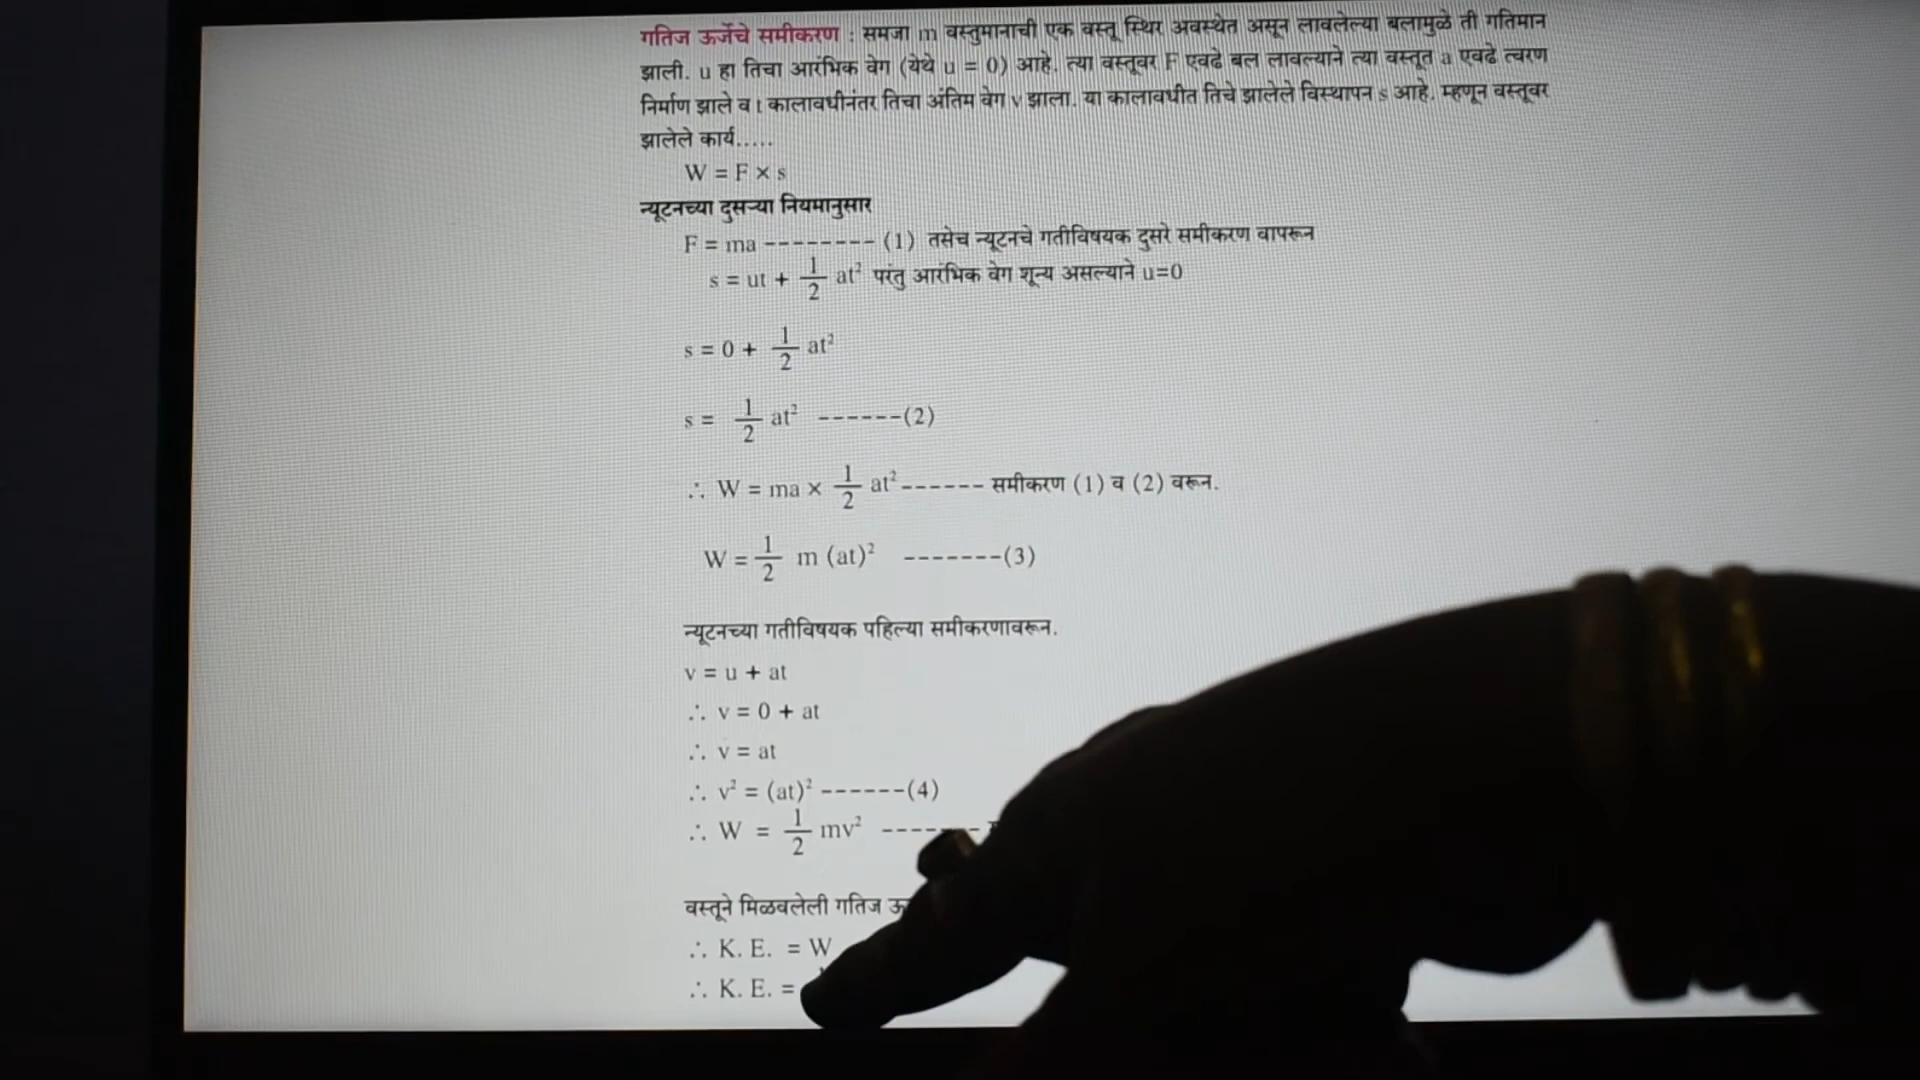 गतिज ऊर्जेचे समीकरण : समजा m वस्तुमानाची एक वस्तू स्थिर अवस्थेत असून लावलेल्या बलामुळे ती गतिमान
झाली. u हा तिचा आरंभिक वेग (येथे u = 0) आहे. त्या वस्तूवर F एवढे बल लावल्याने त्या वस्तूत a एवढे त्वरण
निर्माण झाले व t कालावधीनंतर तिचा अंतिम वेग v झाला. या कालावधीत तिचे झालेले विस्थापन s आहे. म्हणून वस्तूवर
झालेले कार्य.....
W = F × s
न्यूटनच्या दुसऱ्या नियमानुसार
F = ma -------- (1) तसेच न्यूटनचे गतीविषयक दुसरे समीकरण वापरून
s = ut + 1/2 at² परंतु आरंभिक वेग शून्य असल्याने u=0
s = 0 + 1/2 at²
s = 1/2 at² ------(2)
∴ W = ma × 1/2 at² ------ समीकरण (1) व (2) वरून.
W = 1/2 m (at)² -------(3)
न्यूटनच्या गतीविषयक पहिल्या समीकरणावरून.
v = u + at
∴ v = 0 + at
∴ v = at
∴ v² = (at)² ------(4)
∴ W = 1/2 mv² -------
वस्तूने मिळवलेली गतिज
∴ K. E. = W
∴ K. E. =